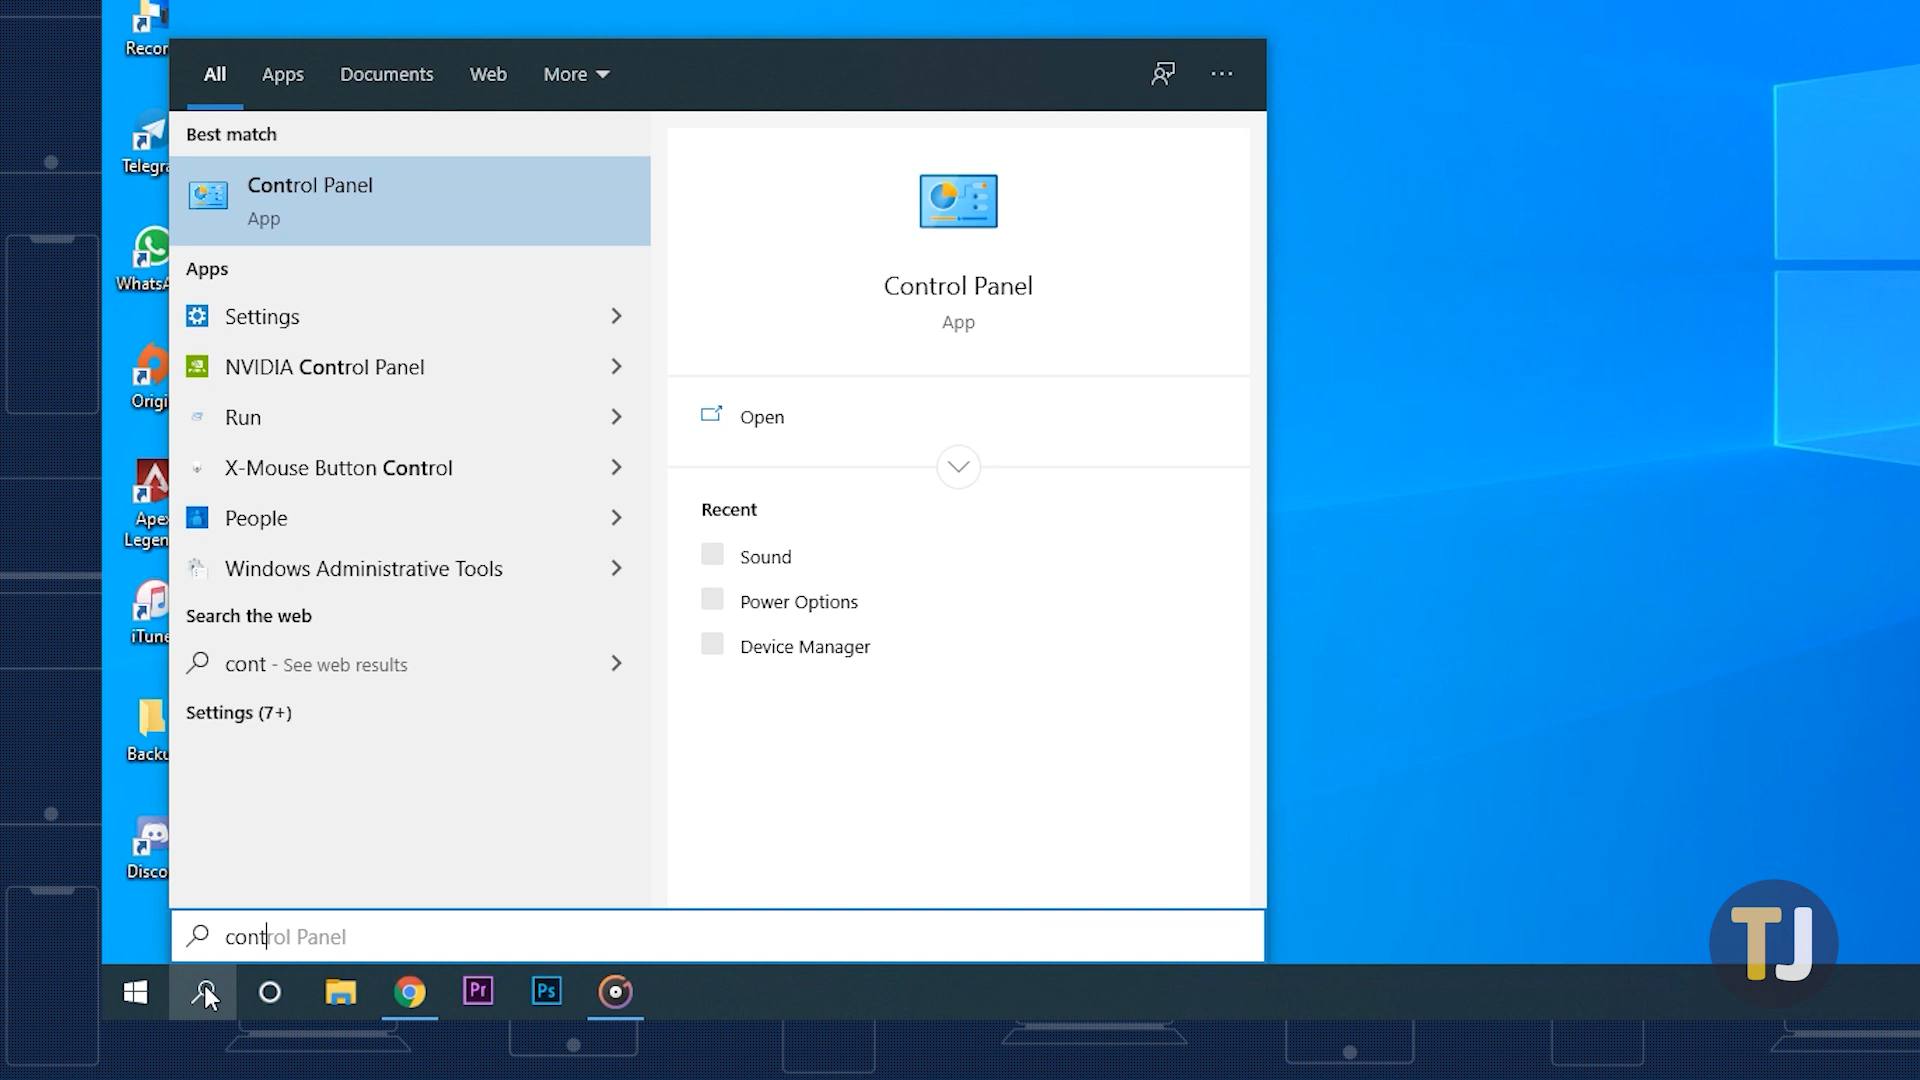 Recor
Telegra
WhatsA
Origi
Apex
Legen
iTune
Backu
Disco
All Apps Documents Web More
Best match
Control Panel
App
Apps
Settings
NVIDIA Control Panel
Run
X-Mouse Button Control
People
Windows Administrative Tools
Search the web
cont - See web results
Settings (7+)
Control Panel
App
Open
Recent
Sound
Power Options
Device Manager
control Panel
Pr Ps
TJ